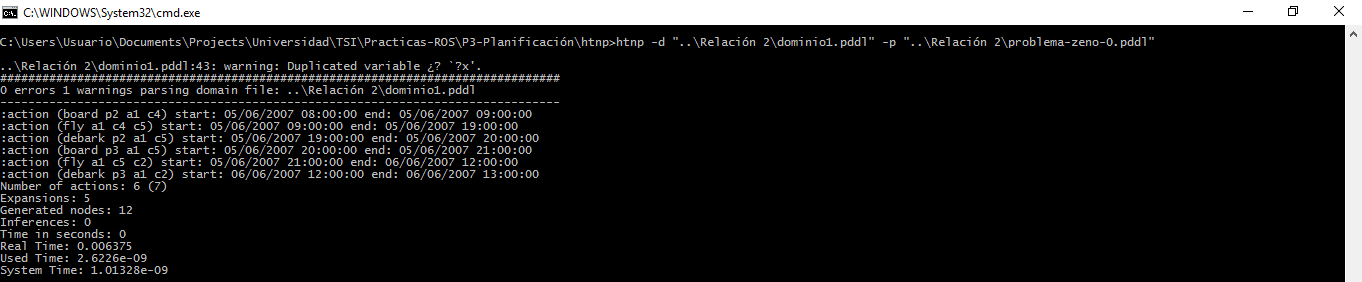 C:\WINDOWS\System32\cmd.exe
C:\Users\Usuario\Documents\Projects\Universidad\TSI\Practicas-ROS\P3-Planificación\htnp>htnp -d "..\Relación 2\dominio1.pddl" -p "..\Relación 2\problema-zeno-0.pddl"
..\Relación 2\dominio1.pddl:43: warning: Duplicated variable ¿? `?x'.
################################################################################
0 errors 1 warnings parsing domain file: ..\Relación 2\dominio1.pddl
--------------------------------------------------------------------------------
:action (board p2 a1 c4) start: 05/06/2007 08:00:00 end: 05/06/2007 09:00:00
:action (fly a1 c4 c5) start: 05/06/2007 09:00:00 end: 05/06/2007 19:00:00
:action (debark p2 a1 c5) start: 05/06/2007 19:00:00 end: 05/06/2007 20:00:00
:action (board p3 a1 c5) start: 05/06/2007 20:00:00 end: 05/06/2007 21:00:00
:action (fly a1 c5 c2) start: 05/06/2007 21:00:00 end: 06/06/2007 12:00:00
:action (debark p3 a1 c2) start: 06/06/2007 12:00:00 end: 06/06/2007 13:00:00
Number of actions: 6 (7)
Expansions: 5
Generated nodes: 12
Inferences: 0
Time in seconds: 0
Real Time: 0.006375
Used Time: 2.6226e-09
System Time: 1.01328e-09